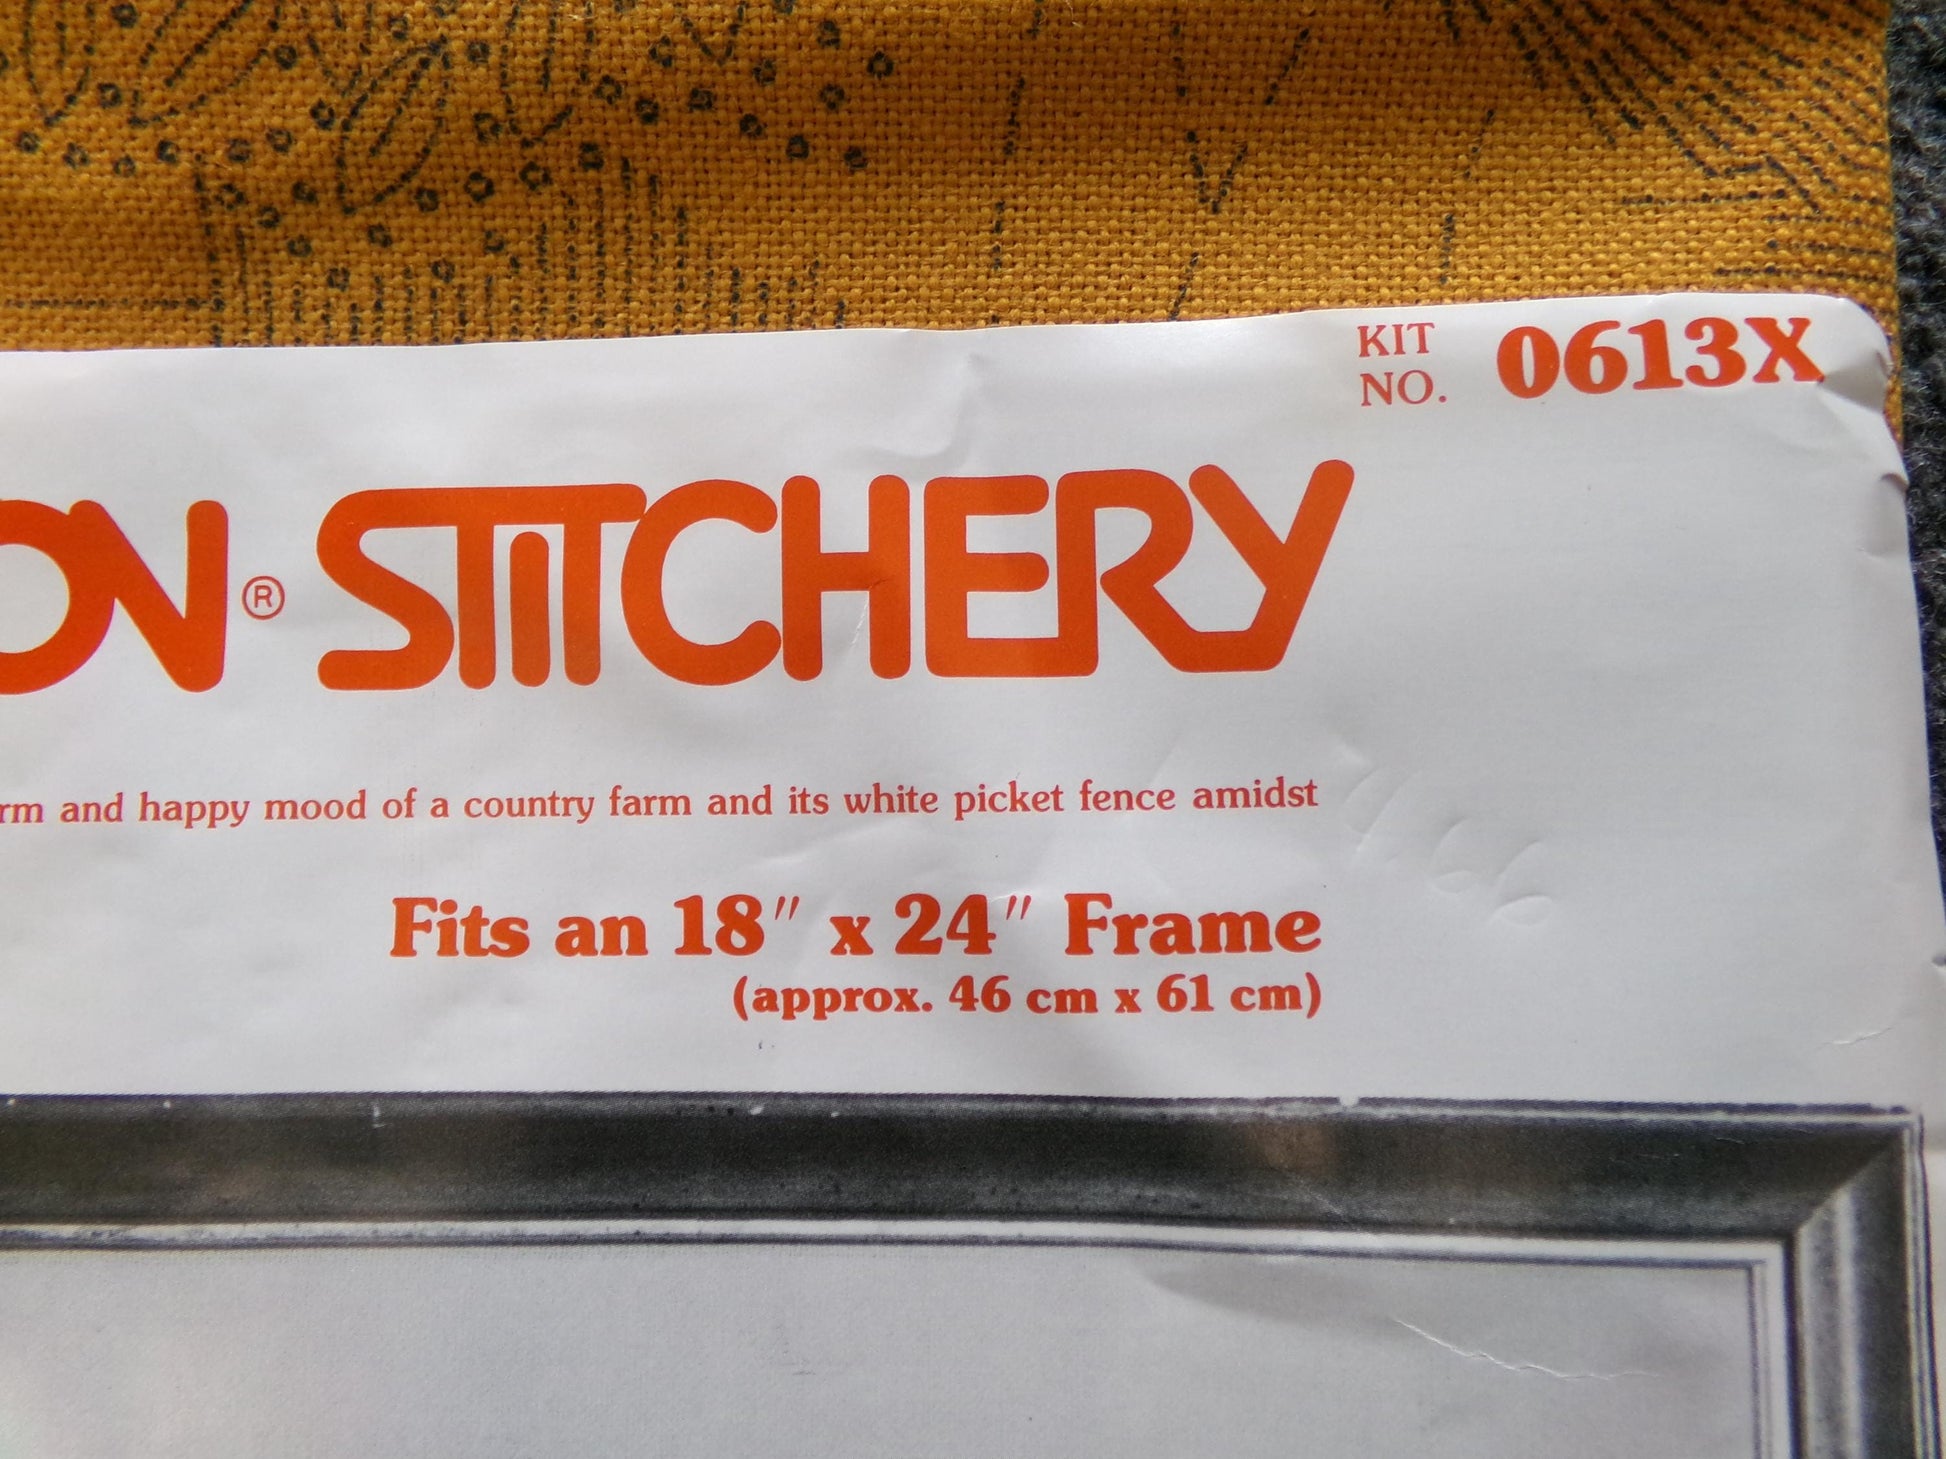 KIT
NO. 0613X
ON® STITCHERY
rm and happy mood of a country farm and its white picket fence amidst
Fits an 18" x 24" Frame
(approx. 46 cm x 61 cm)